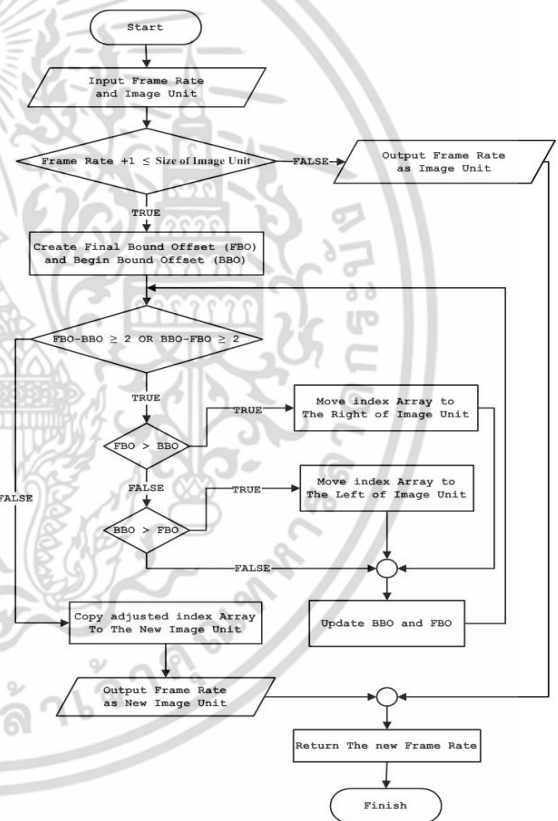 Start
Input Frame Rate
and Image Unit
Frame Rate +1 ≤ Size of Image Unit
FALSE
Output Frame Rate
as Image Unit
TRUE
Create Final Bound Offset (FBO)
and Begin Bound Offset (BBO)
FBO-BBO ≥ 2 OR BBO-FBO ≥ 2
TRUE
FBO > BBO
TRUE
Move index Array to
The Right of Image Unit
FALSE
FALSE
BBO > FBO
TRUE
Move index Array to
The Left of Image Unit
FALSE
Copy adjusted index Array
To The New Image Unit
Update BBO and FBO
Output Frame Rate
as New Image Unit
Return The new Frame Rate
Finish